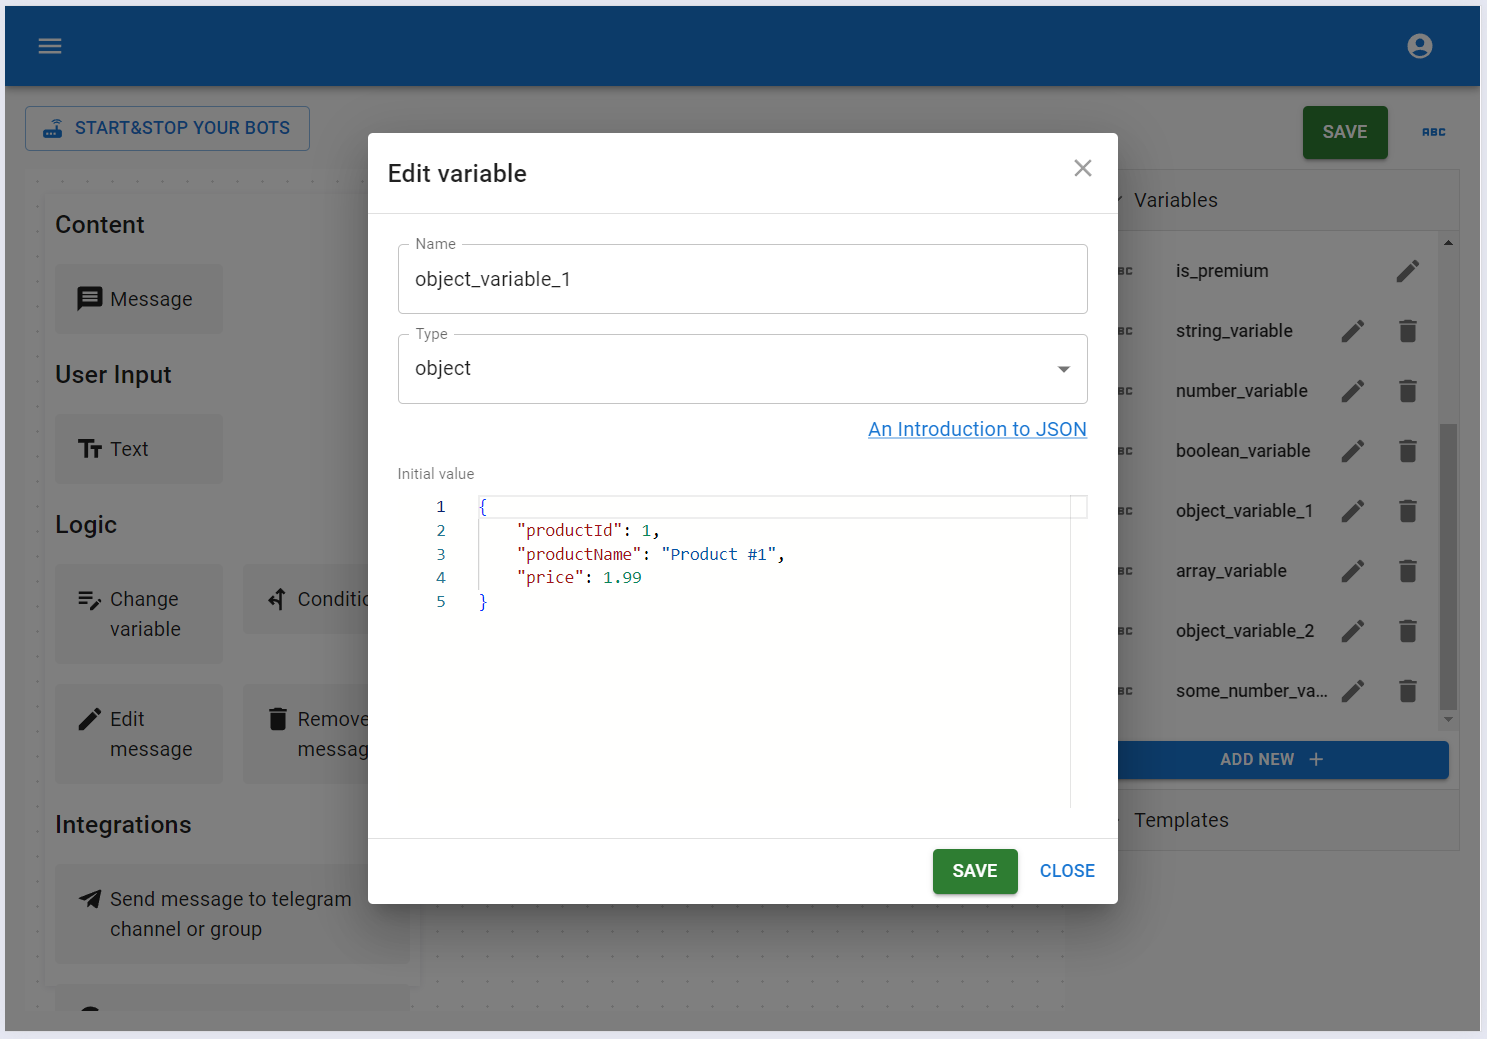 START&STOP YOUR BOTS
SAVE
ABC
Content
Message
User Input
Text
Logic
Change
variable
Edit
message
Remove
Integrations
Send message to telegram
channel or group
Edit variable
Name
object_variable_1
Type
object
An Introduction to JSON
Initial value
1 {
2 "productId": 1,
3 "productName": "Product #1",
4 "price": 1.99
5 }
SAVE
CLOSE
Variables
is_premium
string_variable
number_variable
boolean_variable
object_variable_1
array_variable
object_variable_2
some_number_va...
ADD NEW +
Templates